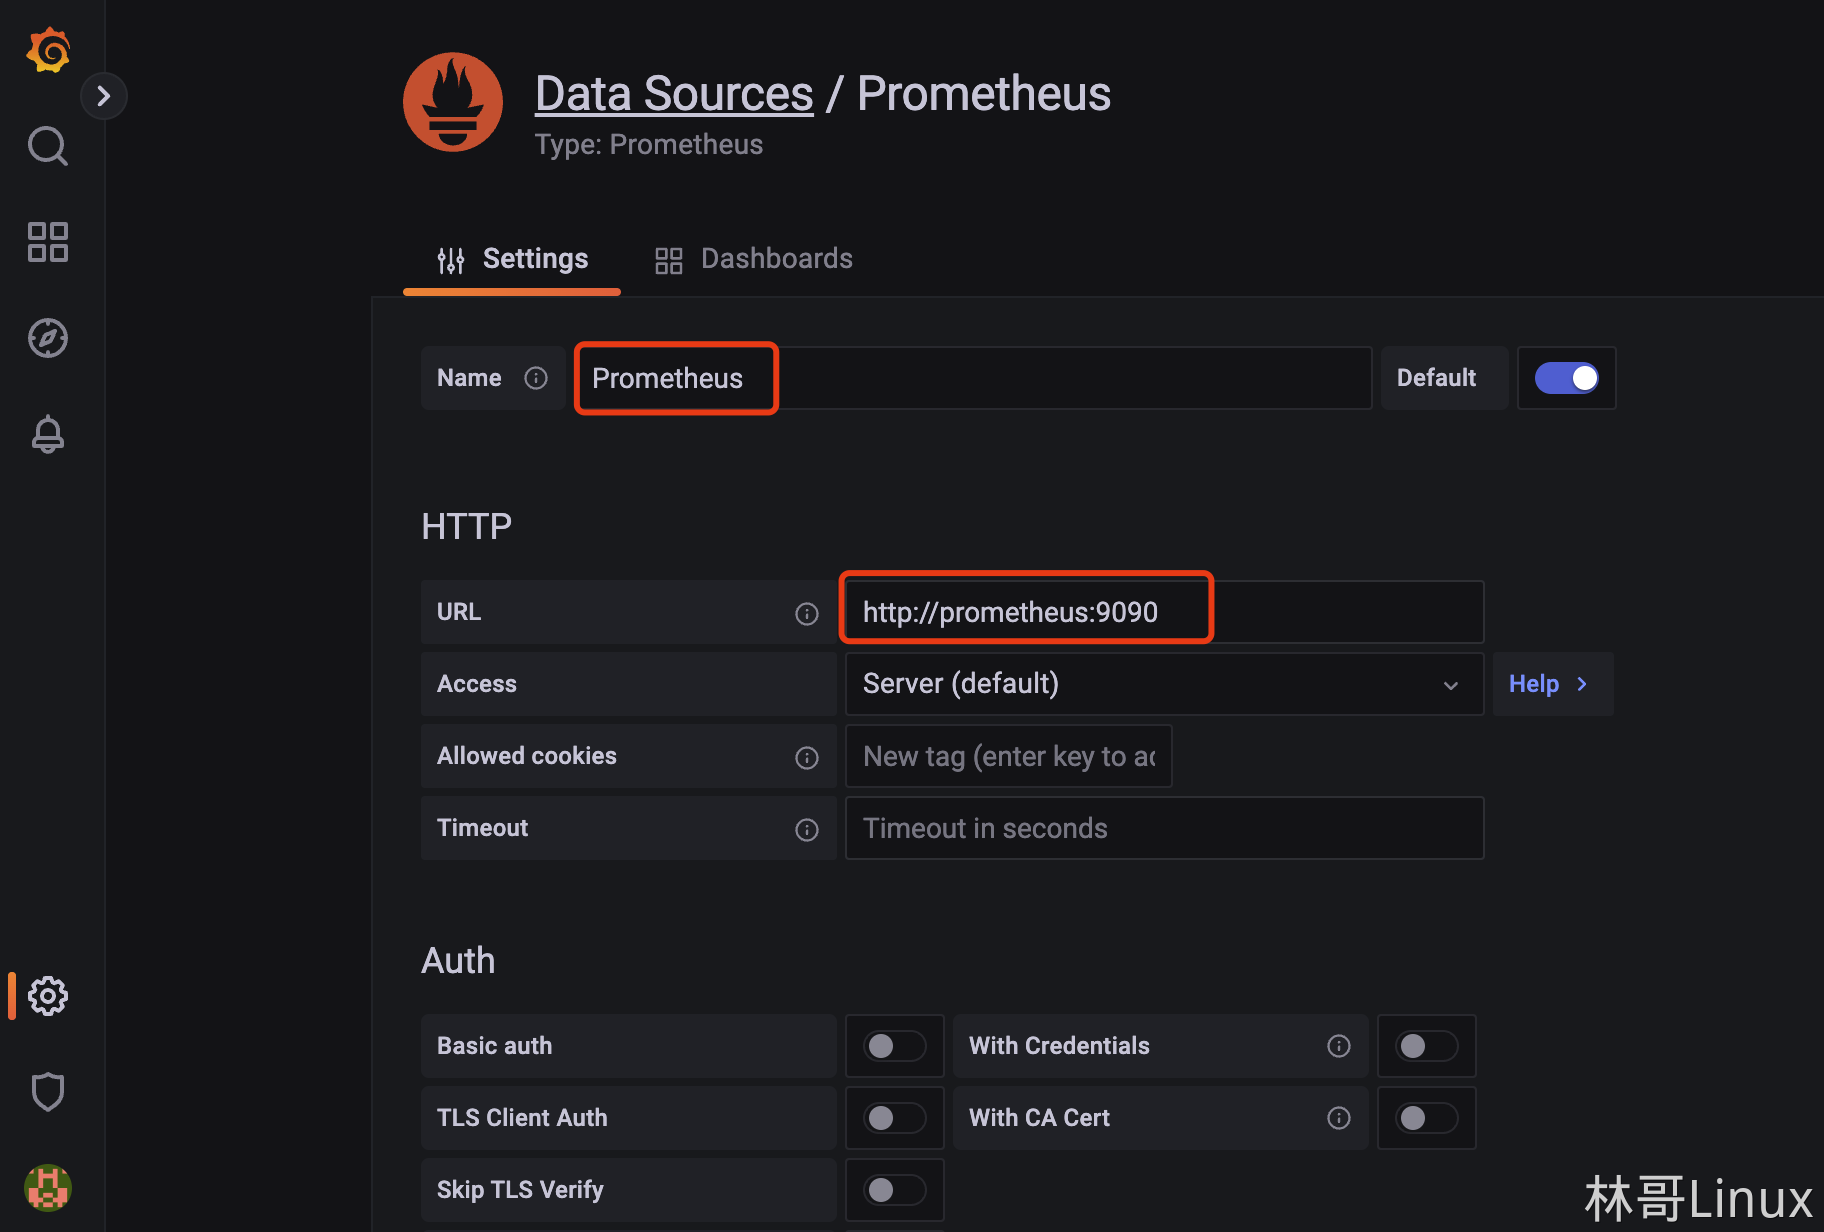 Data Sources / Prometheus
Type: Prometheus
Settings Dashboards
Name Prometheus Default
HTTP
URL http://prometheus:9090
Access Server (default) Help
Allowed cookies New tag (enter key to ad
Timeout Timeout in seconds
Auth
Basic auth With Credentials
TLS Client Auth With CA Cert
Skip TLS Verify
林哥Linux